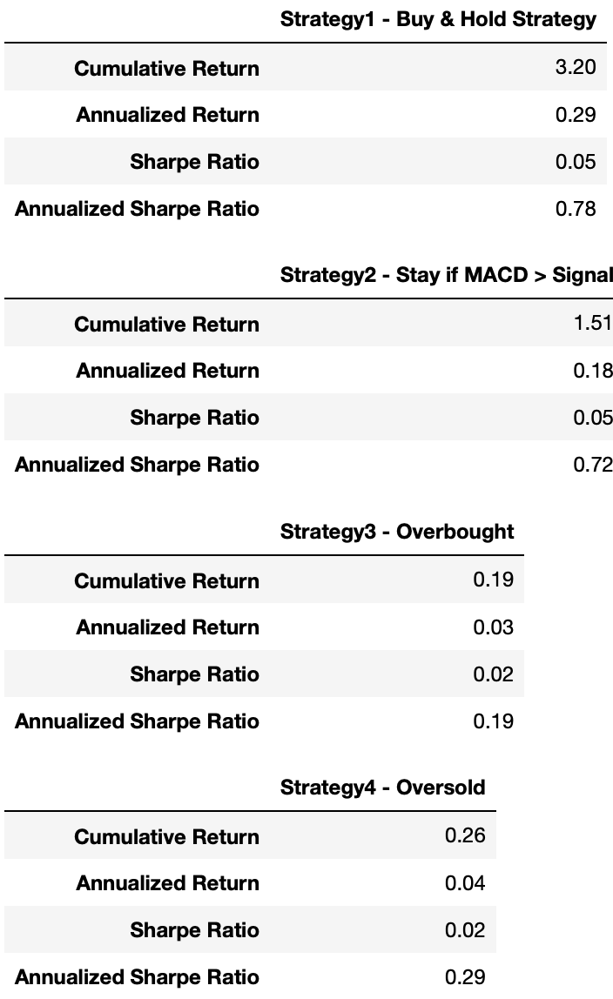 Strategy1 - Buy & Hold Strategy
Cumulative Return 3.20
Annualized Return 0.29
Sharpe Ratio 0.05
Annualized Sharpe Ratio 0.78
Strategy2 - Stay if MACD > Signal
Cumulative Return 1.51
Annualized Return 0.18
Sharpe Ratio 0.05
Annualized Sharpe Ratio 0.72
Strategy3 - Overbought
Cumulative Return 0.19
Annualized Return 0.03
Sharpe Ratio 0.02
Annualized Sharpe Ratio 0.19
Strategy4 - Oversold
Cumulative Return 0.26
Annualized Return 0.04
Sharpe Ratio 0.02
Annualized Sharpe Ratio 0.29